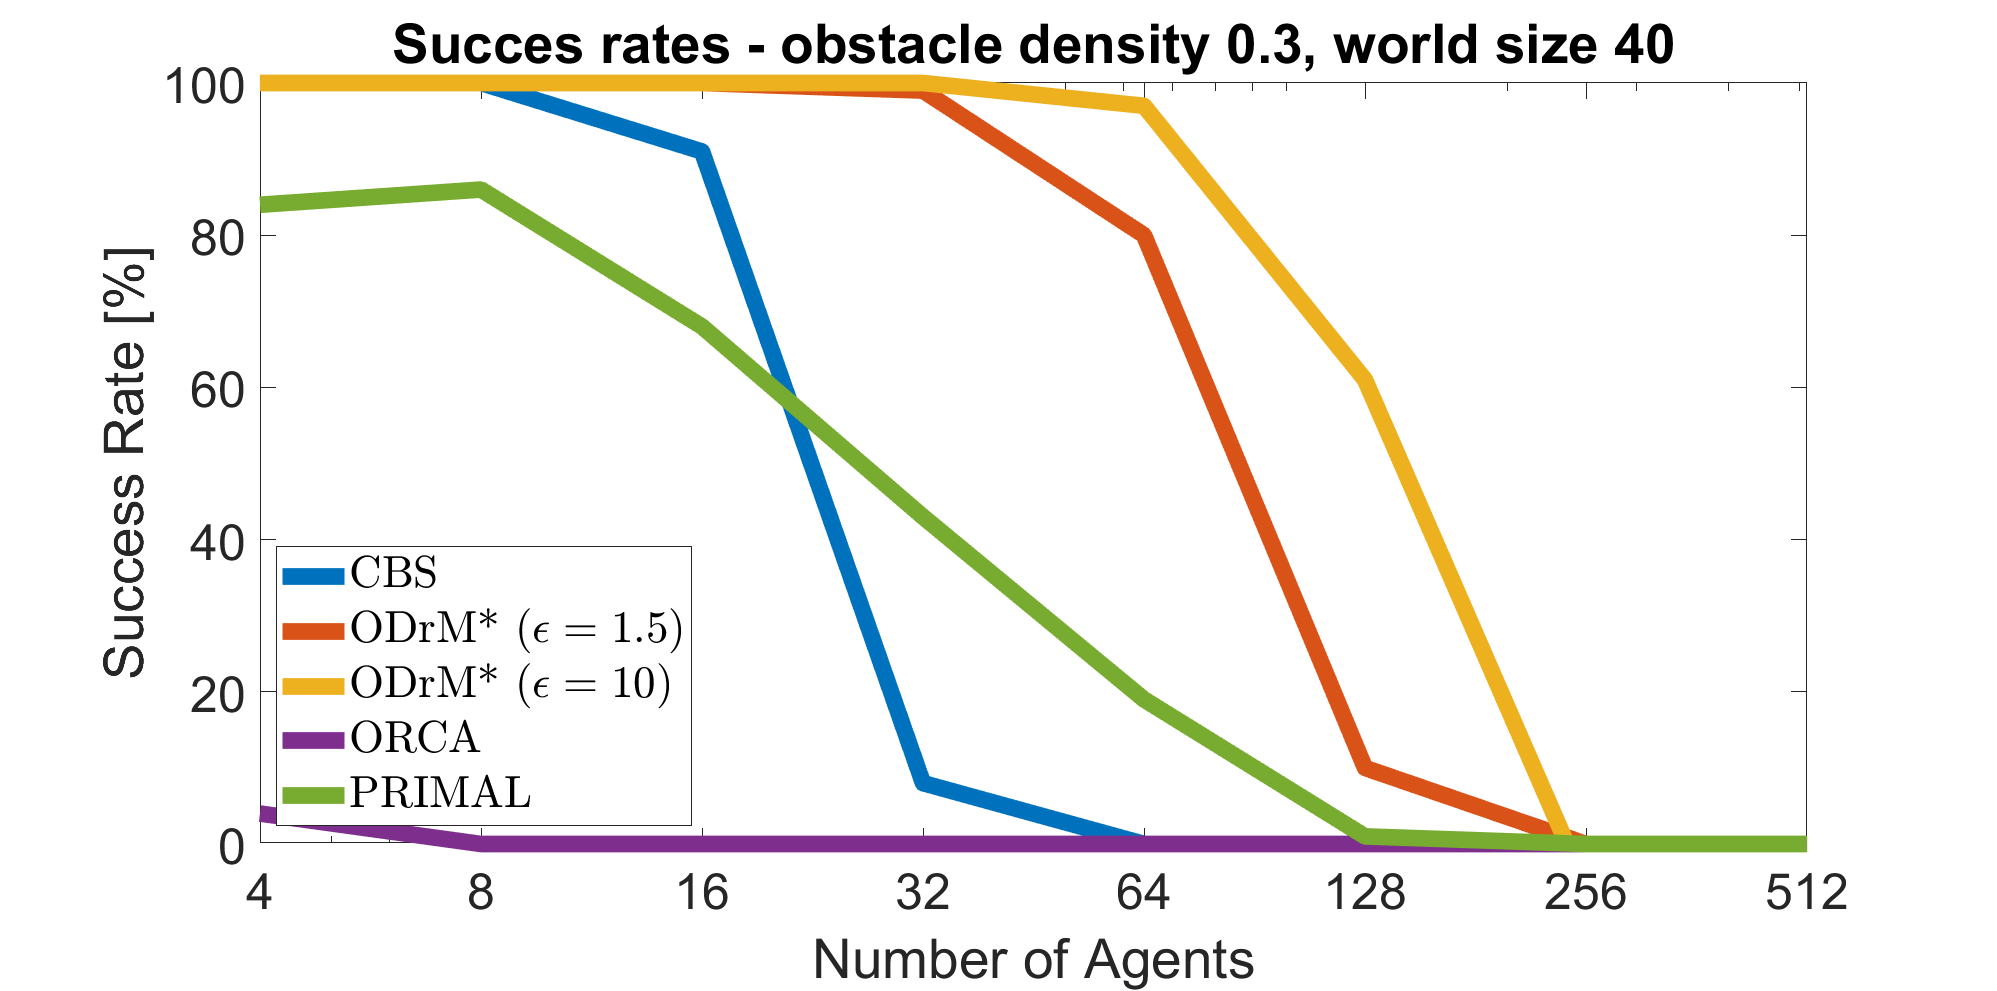 Succes rates - obstacle density 0.3, world size 40
Success Rate [%]
100
80
60
40
20
0
CBS
ODrM* (ϵ = 1.5)
ODrM* (ϵ = 10)
ORCA
PRIMAL
4 8 16 32 64 128 256 512
Number of Agents